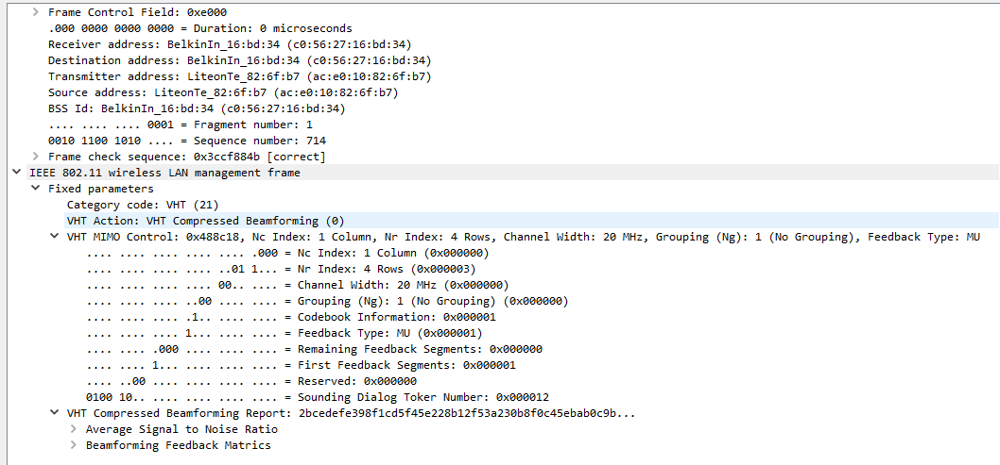 Frame Control Field: 0xe000
.000 0000 0000 0000 = Duration: 0 microseconds
Receiver address: BelkinIn_16:bd:34 (c0:56:27:16:bd:34)
Destination address: BelkinIn_16:bd:34 (c0:56:27:16:bd:34)
Transmitter address: LiteonTe_82:6f:b7 (ac:e0:10:82:6f:b7)
Source address: LiteonTe_82:6f:b7 (ac:e0:10:82:6f:b7)
BSS Id: BelkinIn_16:bd:34 (c0:56:27:16:bd:34)
.... .... .... 0001 = Fragment number: 1
0010 1100 1010 .... = Sequence number: 714
Frame check sequence: 0x3ccf884b [correct]
IEEE 802.11 wireless LAN management frame
Fixed parameters
Category code: VHT (21)
VHT Action: VHT Compressed Beamforming (0)
VHT MIMO Control: 0x488c18, Nc Index: 1 Column, Nr Index: 4 Rows, Channel Width: 20 MHz, Grouping (Ng): 1 (No Grouping), Feedback Type: MU
.... .... .... .... .... .000 = Nc Index: 1 Column (0x000000)
.... .... .... .... ..01 1... = Nr Index: 4 Rows (0x000003)
.... .... .... .... 00.. .... = Channel Width: 20 MHz (0x000000)
.... .... .... ..00 .... .... = Grouping (Ng): 1 (No Grouping) (0x000000)
.... .... .... .1.. .... .... = Codebook Information: 0x000001
.... .... .... 1... .... .... = Feedback Type: MU (0x000001)
.... .... .000 .... .... .... = Remaining Feedback Segments: 0x000000
.... .... 1... .... .... .... = First Feedback Segments: 0x000001
.... ..00 .... .... .... .... = Reserved: 0x000000
0100 10.. .... .... .... .... = Sounding Dialog Toker Number: 0x000012
VHT Compressed Beamforming Report: 2bcedefe398f1cd5f45e228b12f53a230b8f0c45ebab0c9b...
Average Signal to Noise Ratio
Beamforming Feedback Matrics